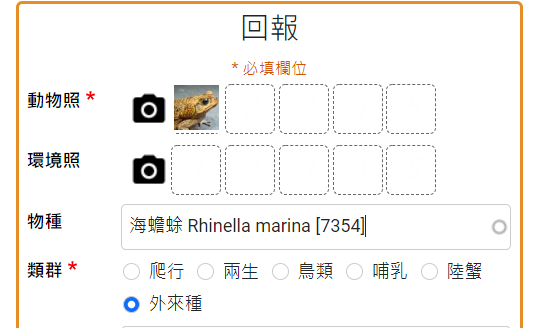 回報
* 必填欄位
動物照 *
環境照
物種
海蟾蜍 Rhinella marina [7354]
類群 *
爬行 兩生 鳥類 哺乳 陸蟹
外來種